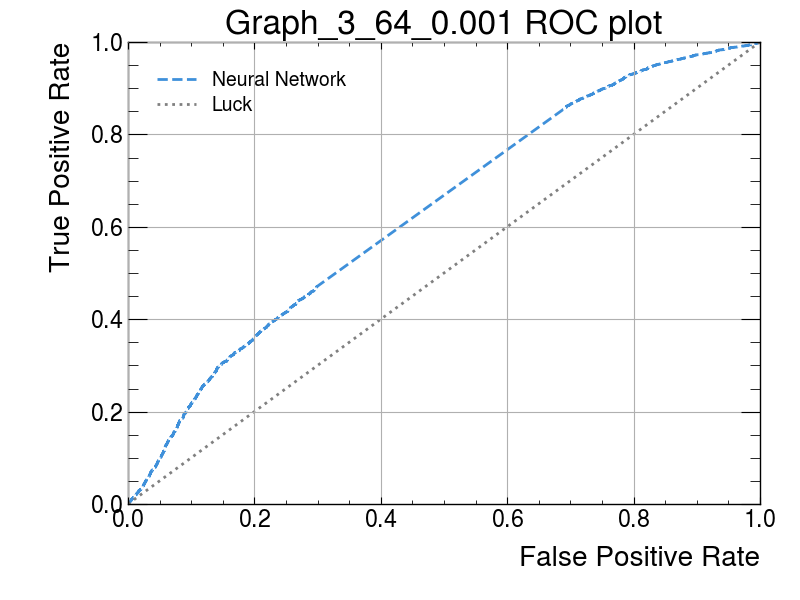 Graph_3_64_0.001 ROC plot
True Positive Rate
1.0
0.8
0.6
0.4
0.2
0.0
Neural Network
Luck
0.0 0.2 0.4 0.6 0.8 1.0
False Positive Rate